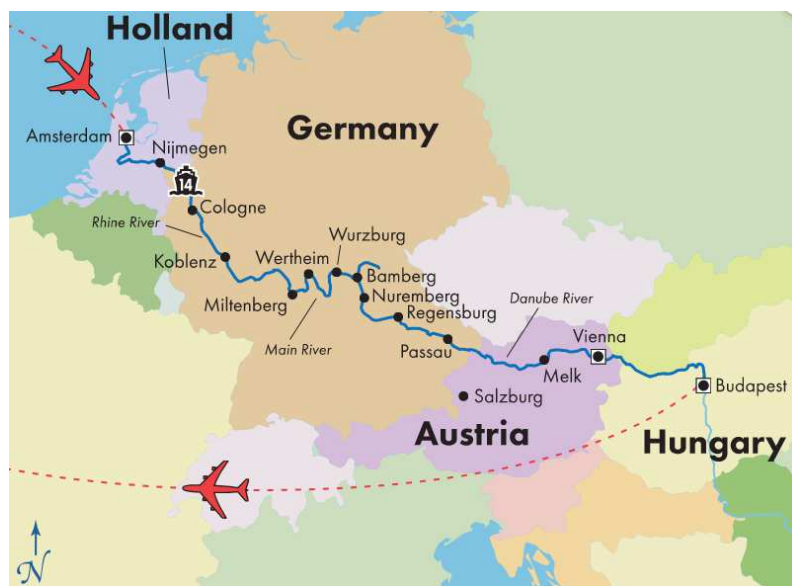 Holland
Germany
Amsterdam
Nijmegen
14
Cologne
Rhine River
Koblenz
Wertheim
Wurzburg
Bamberg
Miltenberg
Nuremberg
Main River
Regensburg
Danube River
Passau
Vienna
Melk
Budapest
Salzburg
Austria
Hungary
N